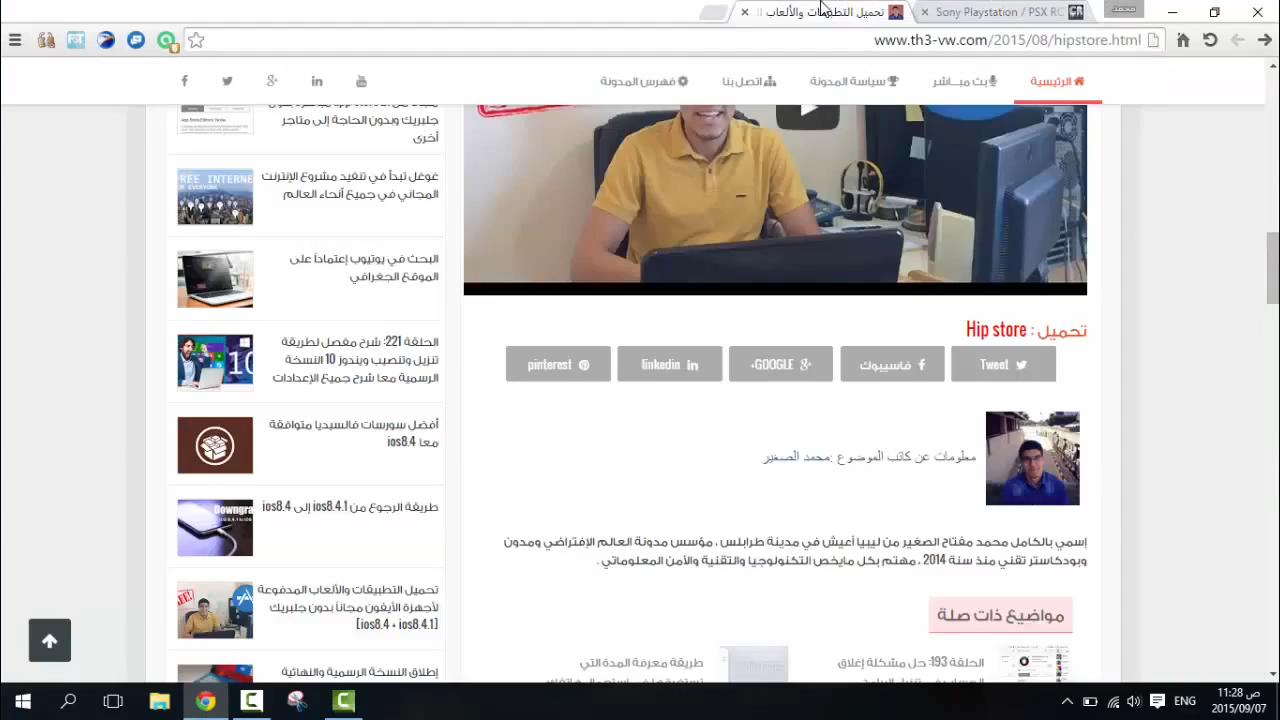 تحميل التطبيقات والألعاب ||
Sony Playstation / PSX RC
محمد
www.th3-vw.com/2015/08/hipstore.html
الرئيسية
بث مبـــاشر
سياسة المدونة
اتصل بنا
فهرس المدونة
جلبريك وبدون الحاجة إلى متاجر
أخرى
غوغل تبدأ في تنفيد مشروع الإنترنت
المجاني في جميع أنحاء العالم
البحث في يوتيوب إعتماداً على
الموقع الجغرافي
الحلقة 221: شرح مفصل لطريقة
تنزيل وتنصيب ويندوز 10 النسخة
الرسمية معا شرح جميع الإعدادات
أفضل سورسات فالسيديا متوافقة
معا ios8.4
طريقة الرجوع من ios8.4.1 إلى ios8.4
تحميل التطبيقات والألعاب المدفوعة
لأجهزة الأيفون مجاناً بدون جلبريك
[ios8.4 + ios8.4.1]
إطلاق النسخة الرسمية والنهائية
تحميل : Hip store
Tweet
فاسيبوك
GOOGLE+
linkedin
pinterest
معلومات عن كاتب الموضوع :محمد الصغير
إسمي بالكامل محمد مفتاح الصغير من ليبيا أعيش في مدينة طرابلس ، مؤسس مدونة العالم الإفتراضي ومدون
وبودكاستر تقني منذ سنة 2014 ، مهتم بكل مايخص التكنولوجيا والتقنية والأمن المعلوماتي .
مواضيع ذات صلة
الحلقة 193: حل مشكلة إغلاق
طريقة معرفة المدة التي
ENG
11:28 ص
2015/09/07